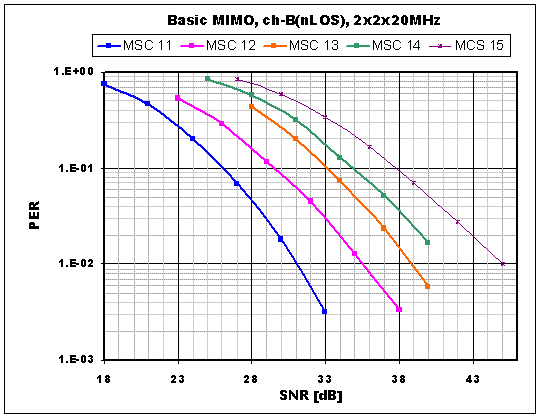 Basic MIMO, ch-B(nLOS), 2x2x20MHz
MSC 11 MSC 12 MSC 13 MSC 14 MCS 15
1.E+00
1.E-01
1.E-02
1.E-03
PER
18 23 28 33 38 43
SNR [dB]